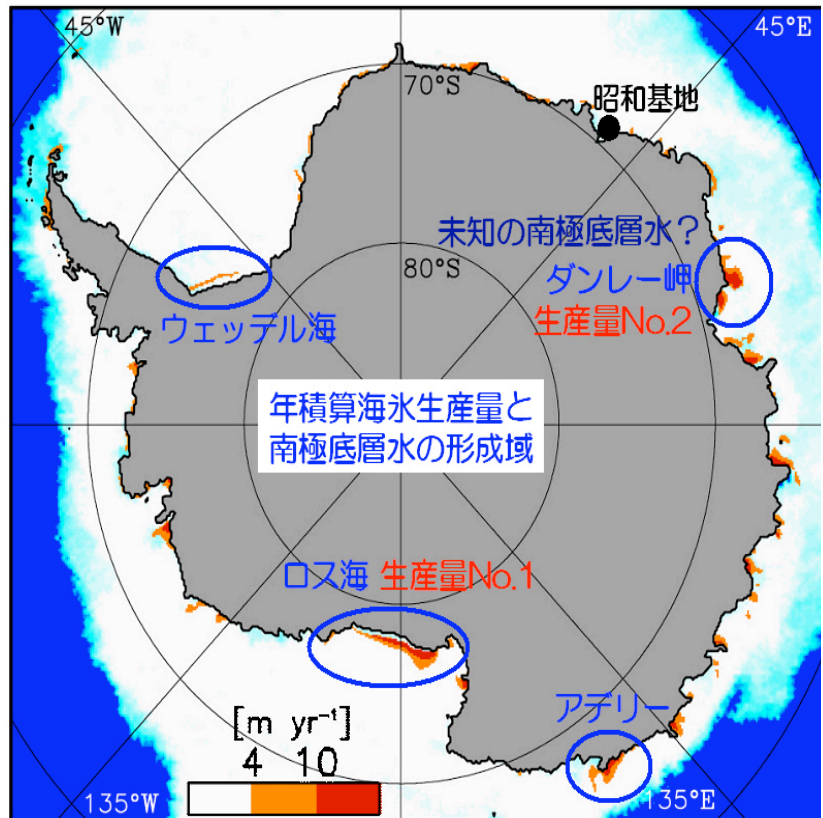 45°W
45°E
70°S
昭和基地
未知の南極底層水？
80°S
ダンレー岬
生産量No.2
ウェッデル海
年積算海氷生産量と
南極底層水の形成域
ロス海 生産量No.1
アデリー
[m yr⁻¹]
4 10
135°W
135°E